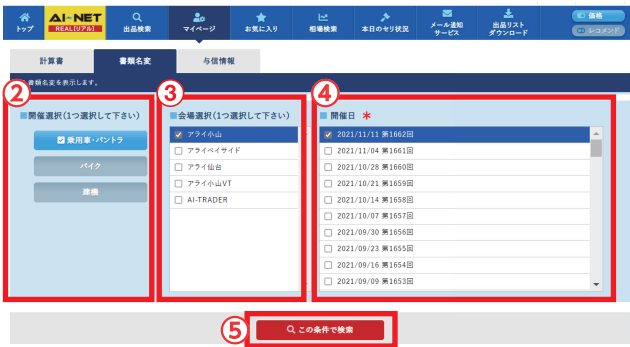 トップ
AI-NET
REAL[リアル]
出品検索
マイページ
お気に入り
相場検索
本日のセリ状況
メール通知
サービス
出品リスト
ダウンロード
価格
レコメンド
計算書
書類名変
与信情報
書類名変を表示します。
②
③
④
■開催選択(1つ選択して下さい)
乗用車・バントラ
バイク
建機
■会場選択(1つ選択して下さい)
アライ小山
アライベイサイド
アライ仙台
アライ小山VT
AI-TRADER
■ 開催日 *
2021/11/11 第1662回
2021/11/04 第1661回
2021/10/28 第1660回
2021/10/21 第1659回
2021/10/14 第1658回
2021/10/07 第1657回
2021/09/30 第1656回
2021/09/23 第1655回
2021/09/16 第1654回
2021/09/09 第1653回
⑤
この条件で検索